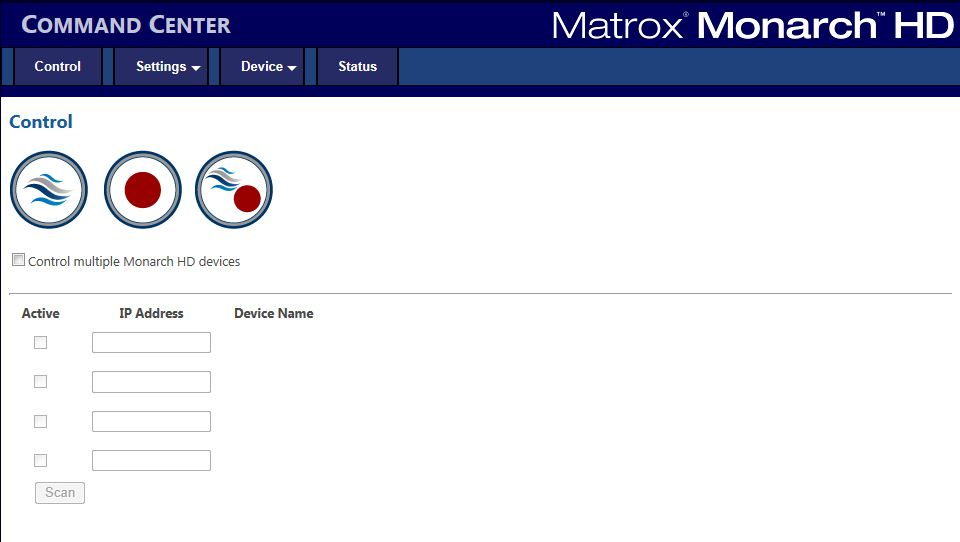 COMMAND CENTER
Matrox® Monarch™ HD
Control Settings Device Status
Control
Control multiple Monarch HD devices
Active IP Address Device Name
Scan